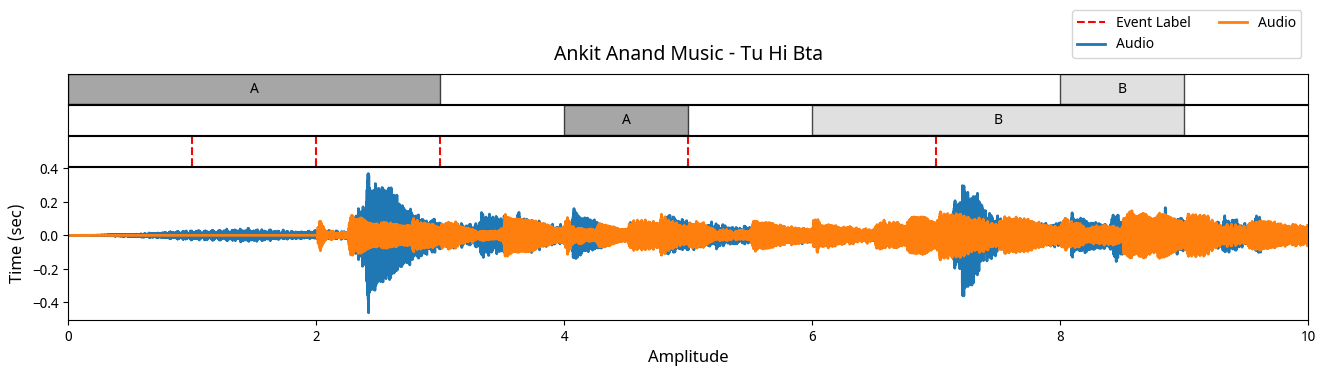 Event Label
Audio
Audio
Ankit Anand Music - Tu Hi Bta
A
B
A
B
0.4
0.2
0.0
−0.2
−0.4
Time (sec)
0 2 4 6 8 10
Amplitude